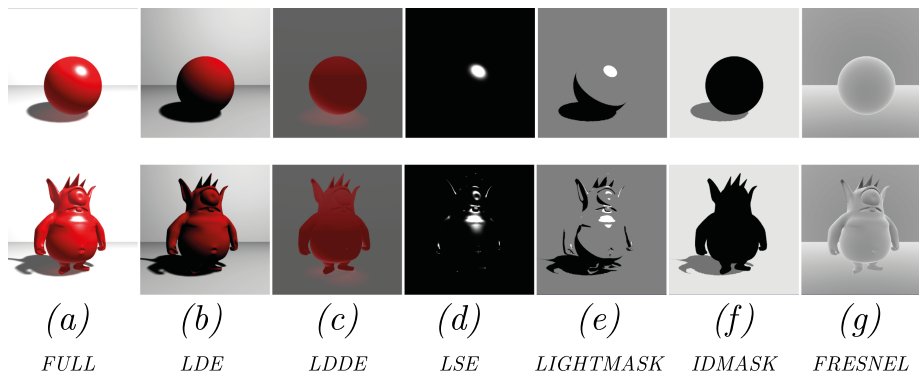 (a) (b) (c) (d) (e) (f) (g)
FULL LDE LDDE LSE LIGHTMASK IDMASK FRESNEL